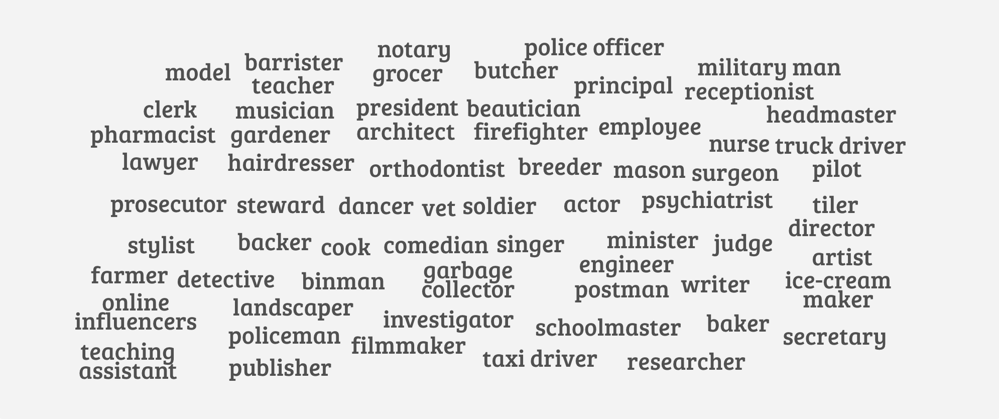 notary
police officer
barrister
model
grocer
butcher
military man
teacher
principal
receptionist
clerk
musician
president
beautician
headmaster
pharmacist
gardener
architect
firefighter
employee
nurse
truck driver
lawyer
hairdresser
orthodontist
breeder
mason
surgeon
pilot
prosecutor
steward
dancer
vet
soldier
actor
psychiatrist
tiler
director
stylist
backer
cook
comedian
singer
minister
judge
artist
farmer
detective
binman
garbage
collector
engineer
postman
writer
ice-cream
maker
online
influencers
landscaper
investigator
schoolmaster
baker
secretary
policeman
filmmaker
teaching
assistant
publisher
taxi driver
researcher